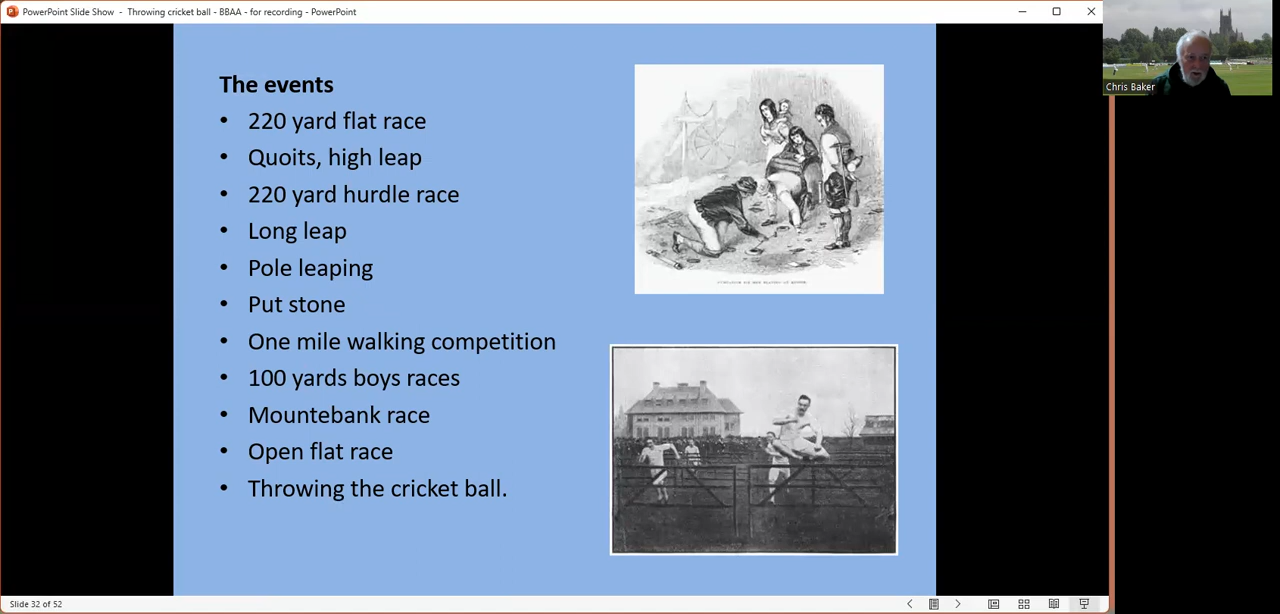 PowerPoint Slide Show - Throwing cricket ball - BBAA - for recording - PowerPoint
Chris Baker
The events
• 220 yard flat race
• Quoits, high leap
• 220 yard hurdle race
• Long leap
• Pole leaping
• Put stone
• One mile walking competition
• 100 yards boys races
• Mountebank race
• Open flat race
• Throwing the cricket ball.
Slide 32 of 52